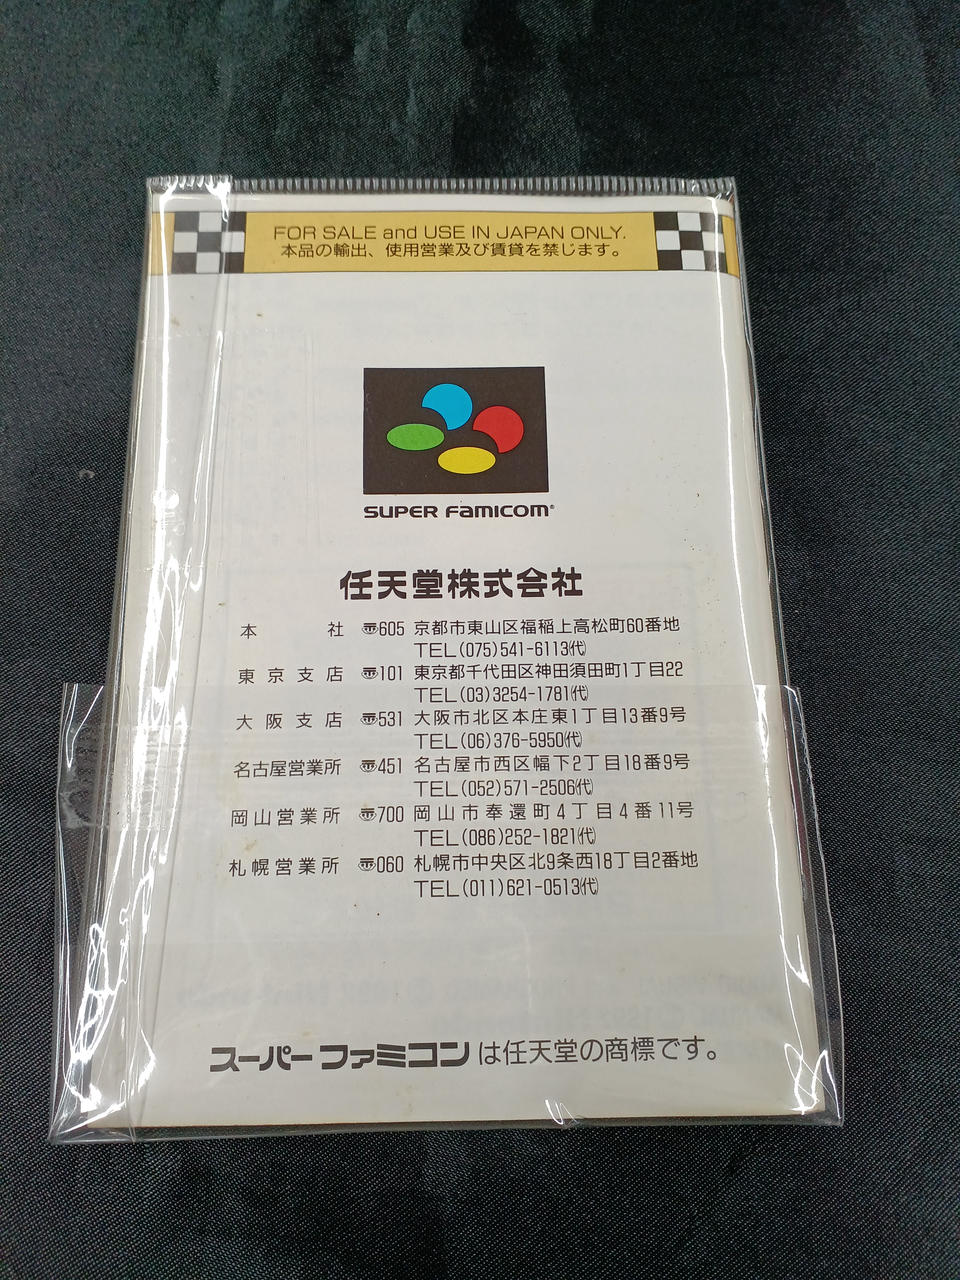 FOR SALE and USE IN JAPAN ONLY.
本品の輸出、使用営業及び賃貸を禁じます。
SUPER FAMICOM®
任天堂株式会社
本社 〠605 京都市東山区福稲上高松町60番地
TEL(075)541-6113㈹
東京支店 〠101 東京都千代田区神田須田町1丁目22
TEL(03)3254-1781㈹
大阪支店 〠531 大阪市北区本庄東1丁目13番9号
TEL(06)376-5950㈹
名古屋営業所 〠451 名古屋市西区幅下2丁目18番9号
TEL(052)571-2506㈹
岡山営業所 〠700 岡山市奉還町4丁目4番11号
TEL(086)252-1821㈹
札幌営業所 〠060 札幌市中央区北9条西18丁目2番地
TEL(011)621-0513㈹
スーパーファミコンは任天堂の商標です。